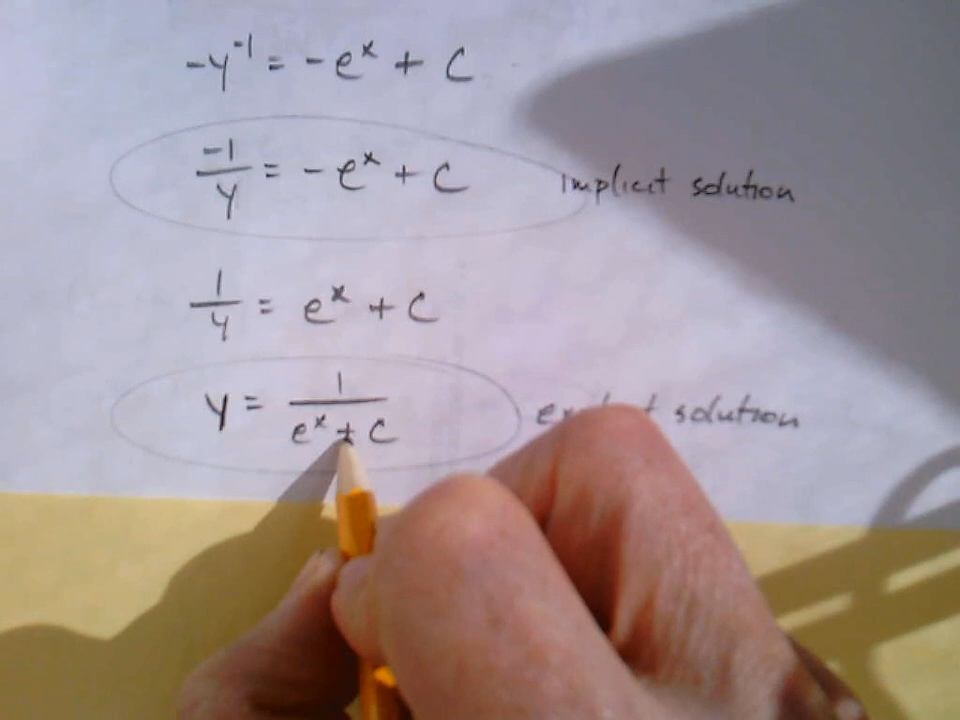 -y⁻¹ = -eˣ + C
-1/y = -eˣ + C implicit solution
1/y = eˣ + C
y = 1/(eˣ + C) solution